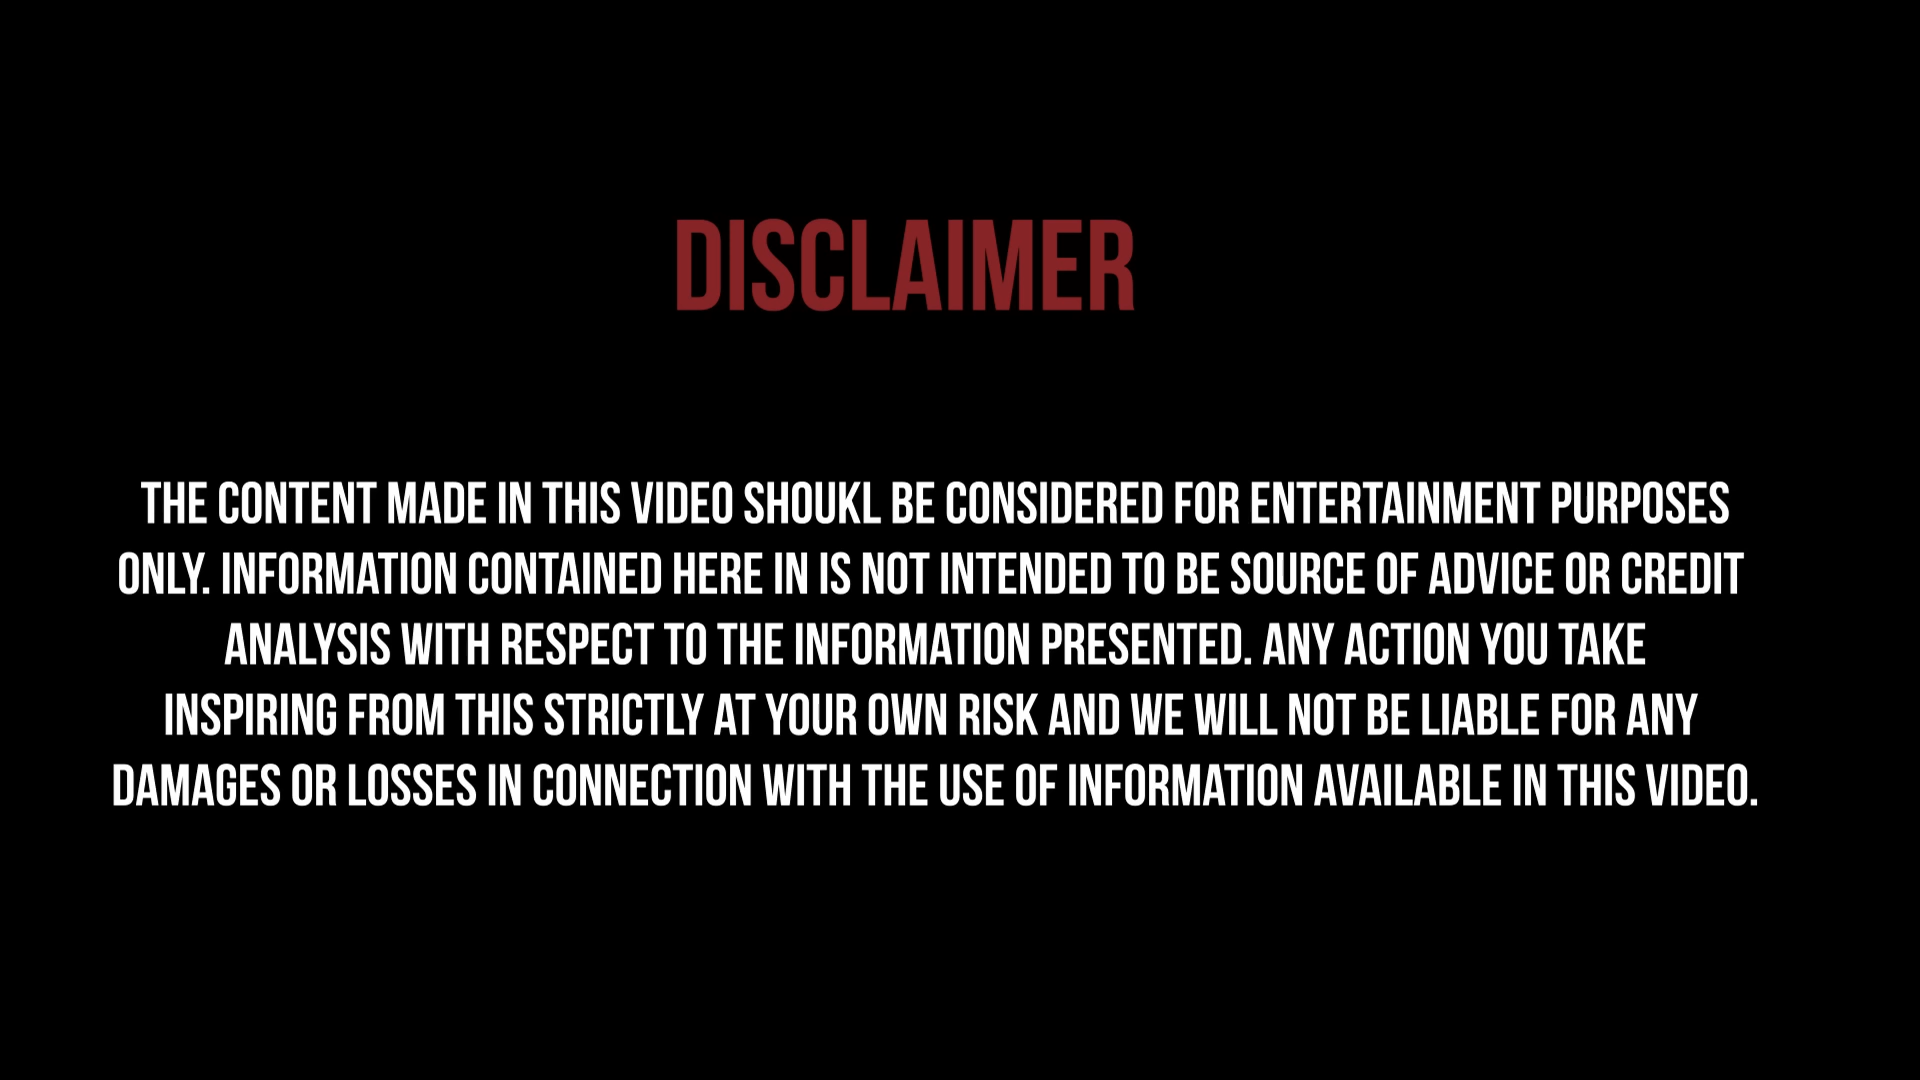 DISCLAIMER
THE CONTENT MADE IN THIS VIDEO SHOUKL BE CONSIDERED FOR ENTERTAINMENT PURPOSES
ONLY. INFORMATION CONTAINED HERE IN IS NOT INTENDED TO BE SOURCE OF ADVICE OR CREDIT
ANALYSIS WITH RESPECT TO THE INFORMATION PRESENTED. ANY ACTION YOU TAKE
INSPIRING FROM THIS STRICTLY AT YOUR OWN RISK AND WE WILL NOT BE LIABLE FOR ANY
DAMAGES OR LOSSES IN CONNECTION WITH THE USE OF INFORMATION AVAILABLE IN THIS VIDEO.